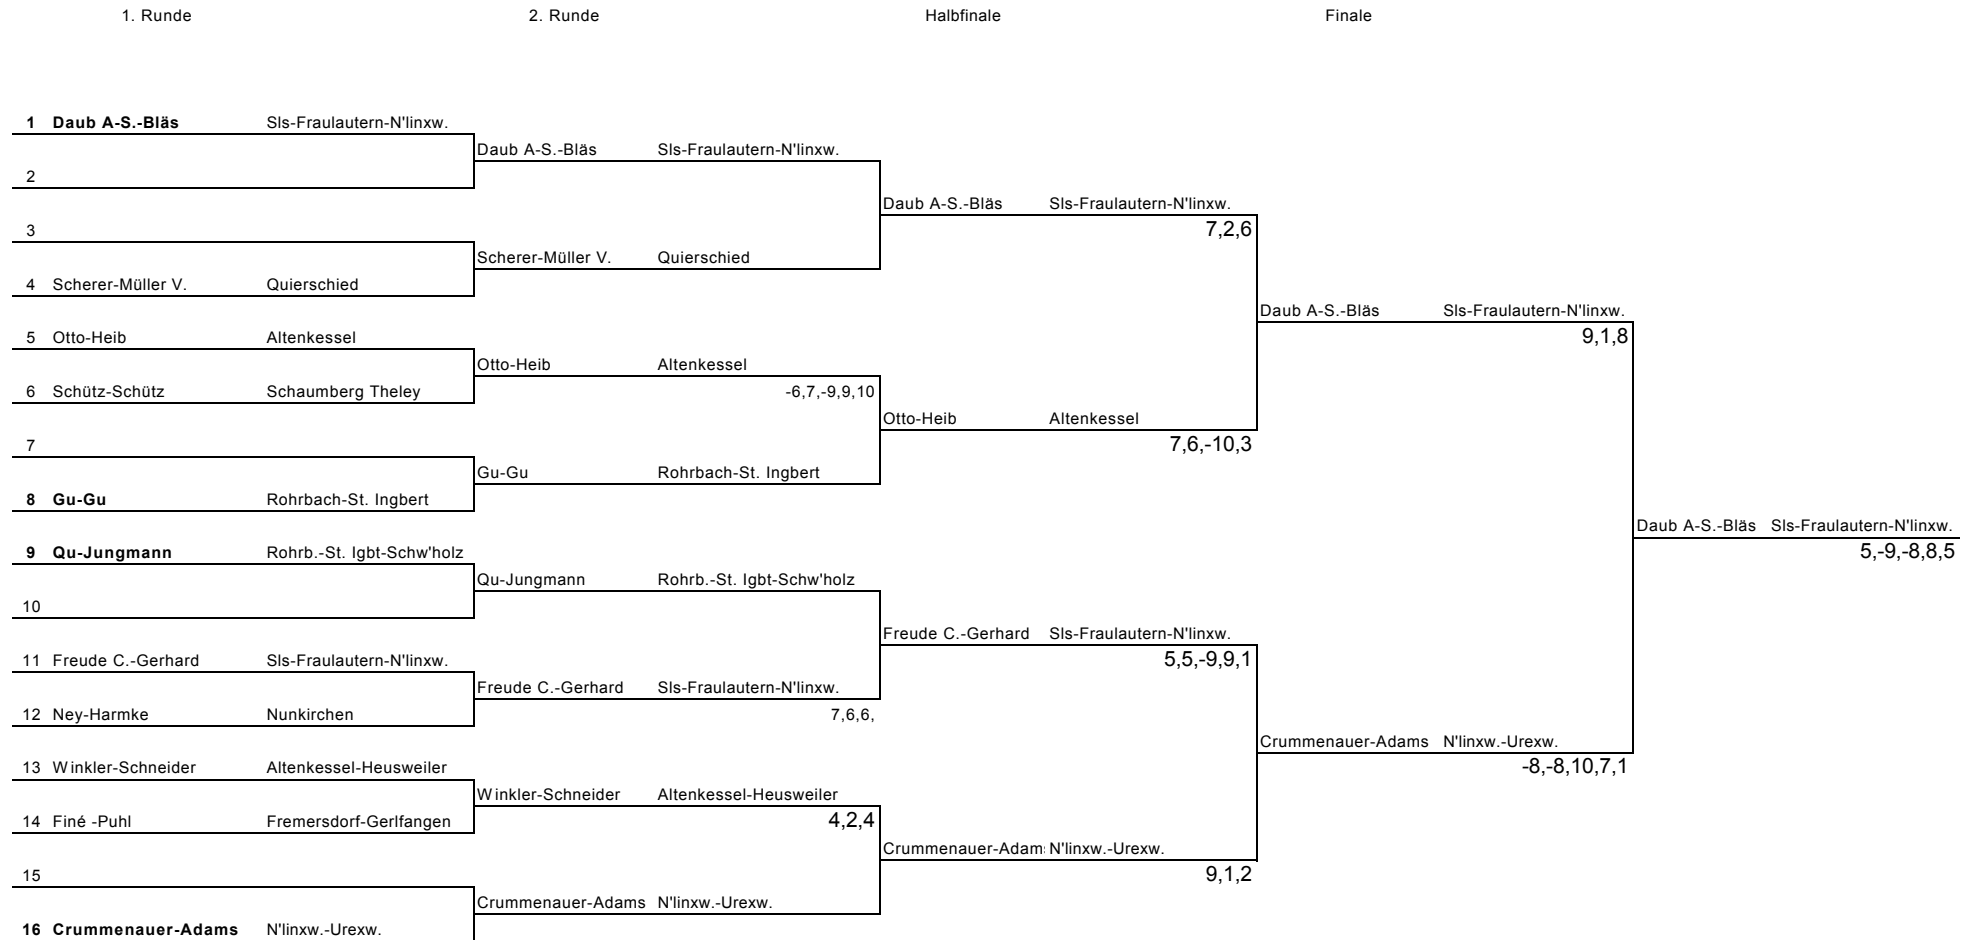 1. Runde 2. Runde Halbfinale Finale
1 Daub A-S.-Bläs Sls-Fraulautern-N'linxw.
Daub A-S.-Bläs Sls-Fraulautern-N'linxw.
2
Daub A-S.-Bläs Sls-Fraulautern-N'linxw.
3 7,2,6
Scherer-Müller V. Quierschied
4 Scherer-Müller V. Quierschied
Daub A-S.-Bläs Sls-Fraulautern-N'linxw.
5 Otto-Heib Altenkessel 9,1,8
Otto-Heib Altenkessel
6 Schütz-Schütz Schaumberg Theley -6,7,-9,9,10
Otto-Heib Altenkessel
7 7,6,-10,3
Gu-Gu Rohrbach-St. Ingbert
8 Gu-Gu Rohrbach-St. Ingbert
Daub A-S.-Bläs Sls-Fraulautern-N'linxw.
9 Qu-Jungmann Rohrb.-St. Igbt-Schw'holz 5,-9,-8,8,5
Qu-Jungmann Rohrb.-St. Igbt-Schw'holz
10
Freude C.-Gerhard Sls-Fraulautern-N'linxw.
11 Freude C.-Gerhard Sls-Fraulautern-N'linxw. 5,5,-9,9,1
Freude C.-Gerhard Sls-Fraulautern-N'linxw.
12 Ney-Harmke Nunkirchen 7,6,6,
Crummenauer-Adams N'linxw.-Urexw.
13 Winkler-Schneider Altenkessel-Heusweiler -8,-8,10,7,1
Winkler-Schneider Altenkessel-Heusweiler
14 Finé -Puhl Fremersdorf-Gerlfangen 4,2,4
Crummenauer-Adam N'linxw.-Urexw.
15 9,1,2
Crummenauer-Adams N'linxw.-Urexw.
16 Crummenauer-Adams N'linxw.-Urexw.